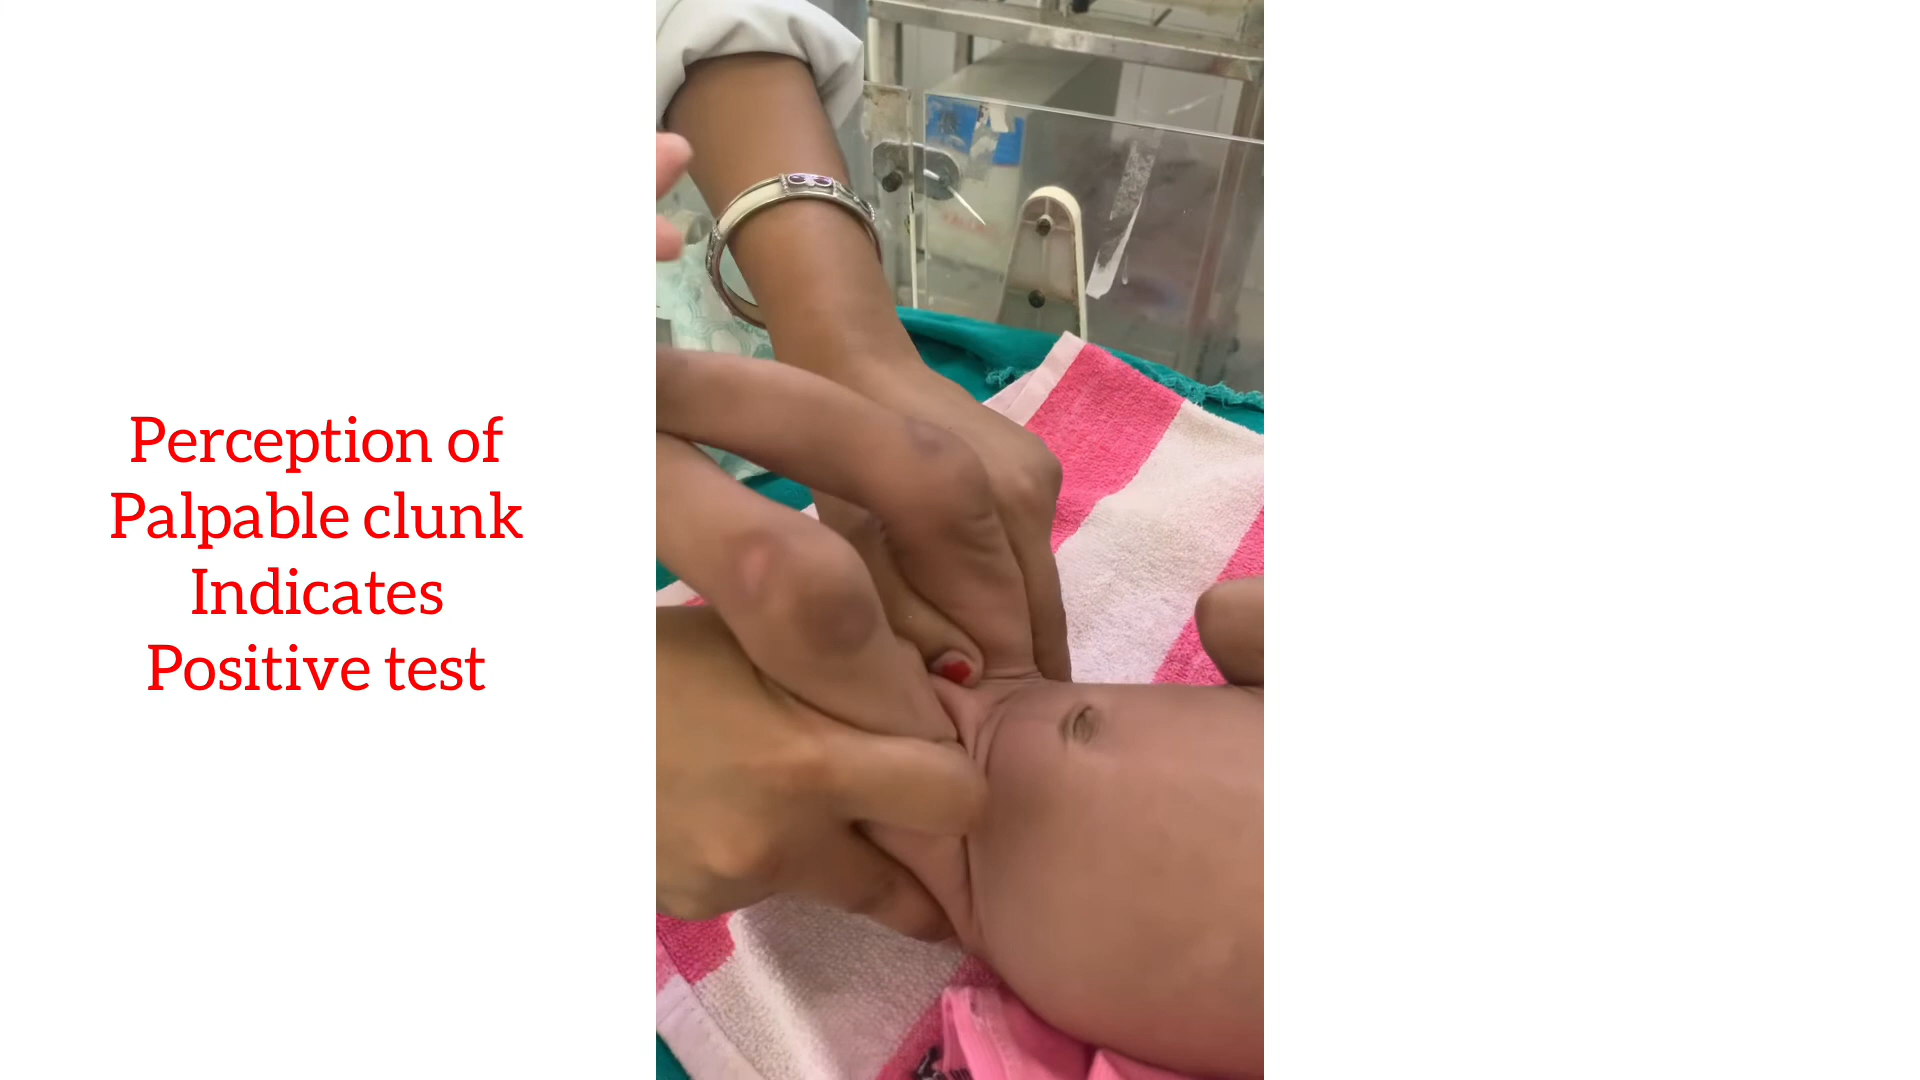 Perception of
Palpable clunk
Indicates
Positive test